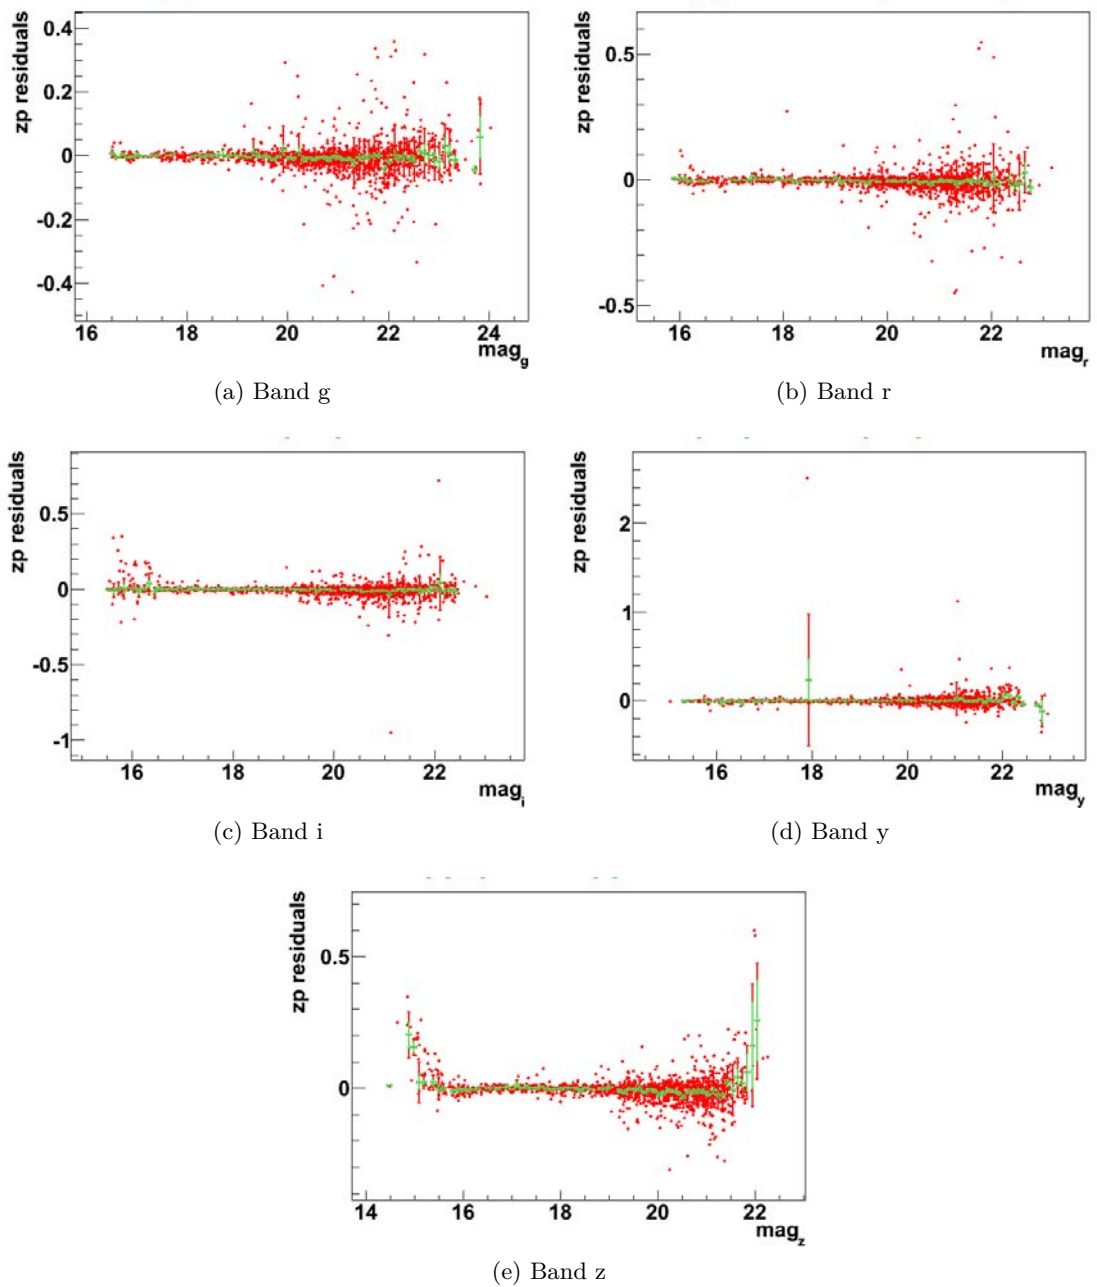 zp residuals
0.4
0.2
0
-0.2
-0.4
16 18 20 22 24
mag_g
(a) Band g
zp residuals
0.5
0
-0.5
16 18 20 22
mag_r
(b) Band r
zp residuals
0.5
0
-0.5
-1
16 18 20 22
mag_i
(c) Band i
zp residuals
2
1
0
16 18 20 22
mag_y
(d) Band y
zp residuals
0.5
0
14 16 18 20 22
mag_z
(e) Band z